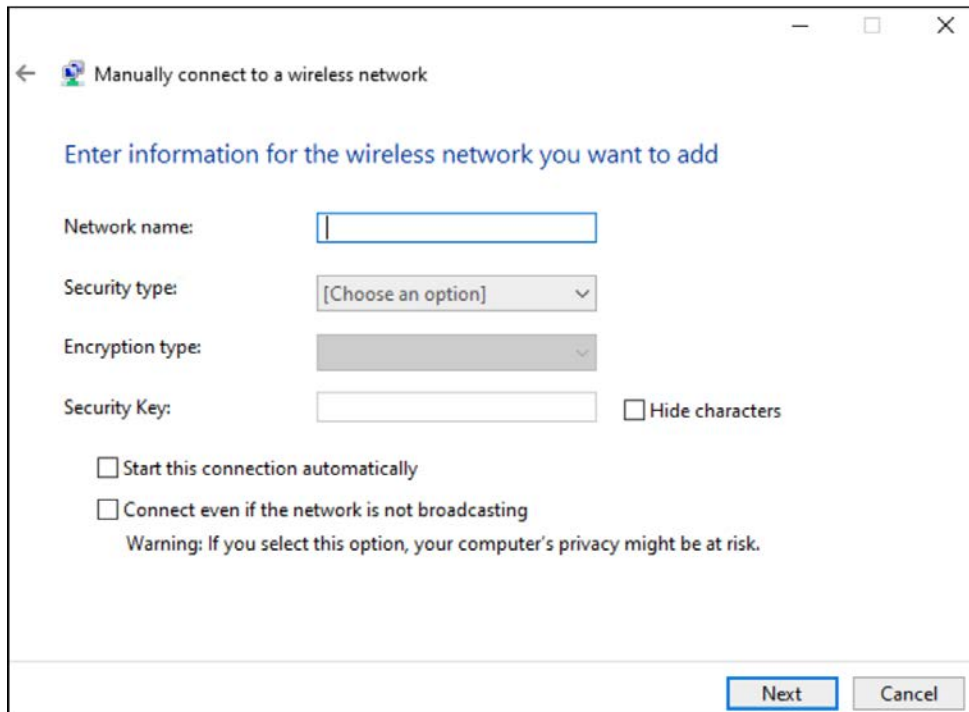 Manually connect to a wireless network
Enter information for the wireless network you want to add
Network name:
Security type: [Choose an option]
Encryption type:
Security Key: Hide characters
Start this connection automatically
Connect even if the network is not broadcasting
Warning: If you select this option, your computer's privacy might be at risk.
Next Cancel